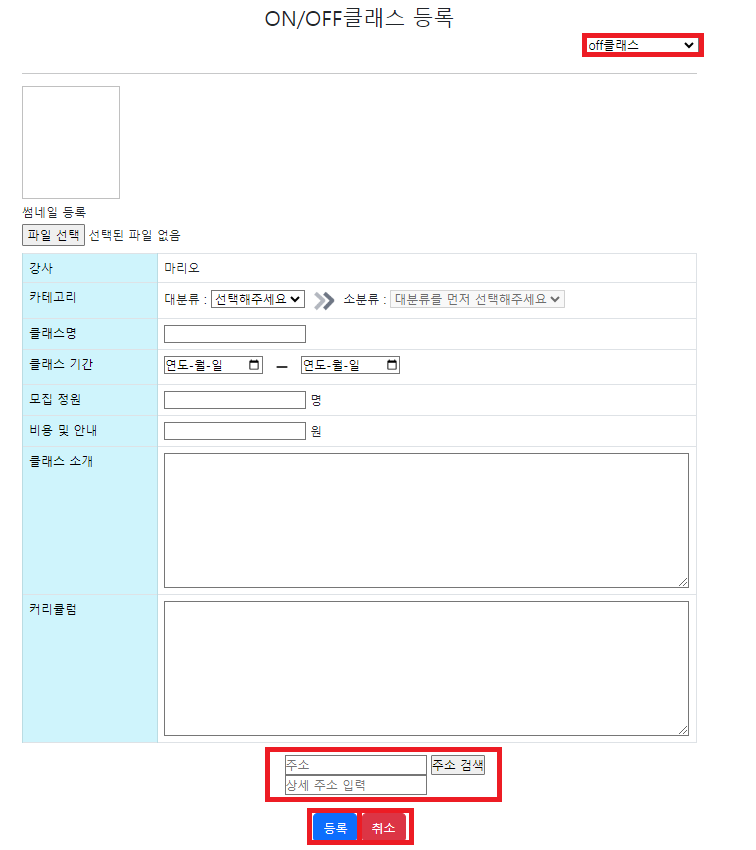 ON/OFF클래스 등록
off클래스
썸네일 등록
파일 선택 선택된 파일 없음
강사 마리오
카테고리 대분류 : 선택해주세요 소분류 : 대분류를 먼저 선택해주세요
클래스명
클래스 기간 연도-월-일 — 연도-월-일
모집 정원 명
비용 및 안내 원
클래스 소개
커리큘럼
주소 주소 검색
상세 주소 입력
등록 취소